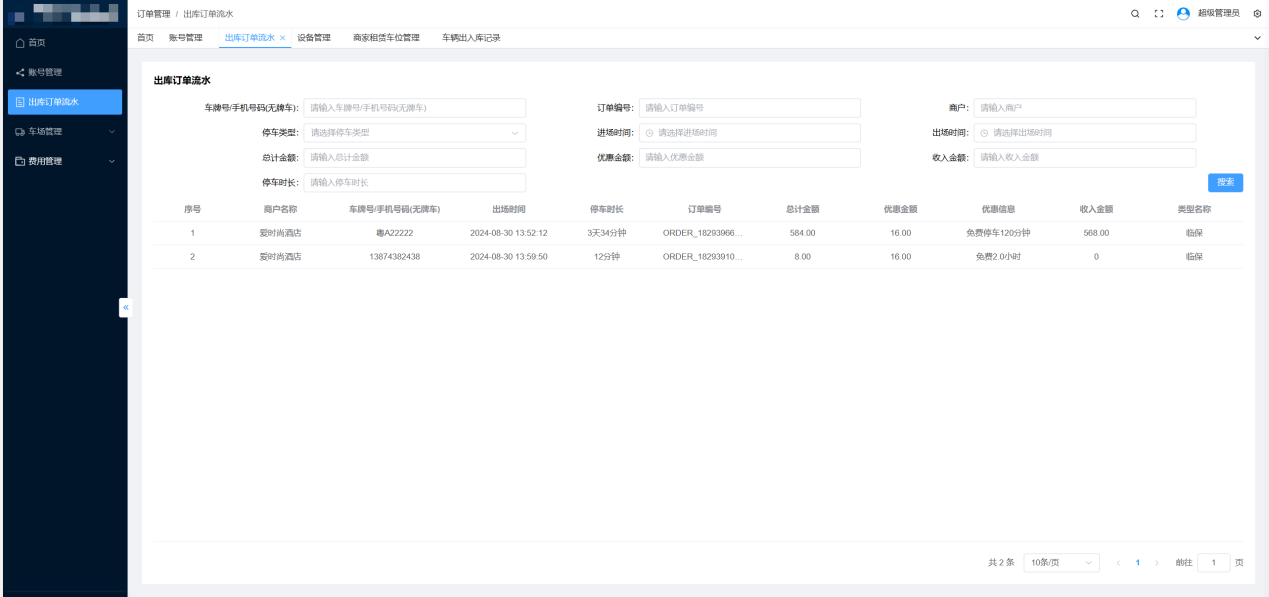 订单管理 / 出库订单流水
超级管理员
首页 账号管理 出库订单流水 × 设备管理 商家租赁车位管理 车辆出入库记录
首页
账号管理
出库订单流水
车场管理
费用管理
出库订单流水
车牌号/手机号码(无牌车): 请输入车牌号/手机号码(无牌车) 订单编号: 请输入订单编号 商户: 请输入商户
停车类型: 请选择停车类型 进场时间: 请选择进场时间 出场时间: 请选择出场时间
总计金额: 请输入总计金额 优惠金额: 请输入优惠金额 收入金额: 请输入收入金额
停车时长: 请输入停车时长
搜索
序号 商户名称 车牌号/手机号码(无牌车) 出场时间 停车时长 订单编号 总计金额 优惠金额 优惠信息 收入金额 类型名称
1 爱时尚酒店 粤A22222 2024-08-30 13:52:12 3天34分钟 ORDER_18293966... 584.00 16.00 免费停车120分钟 568.00 临保
2 爱时尚酒店 13874382438 2024-08-30 13:59:50 12分钟 ORDER_18293910... 8.00 16.00 免费2.0小时 0 临保
共 2 条 10条/页 1 前往 1 页